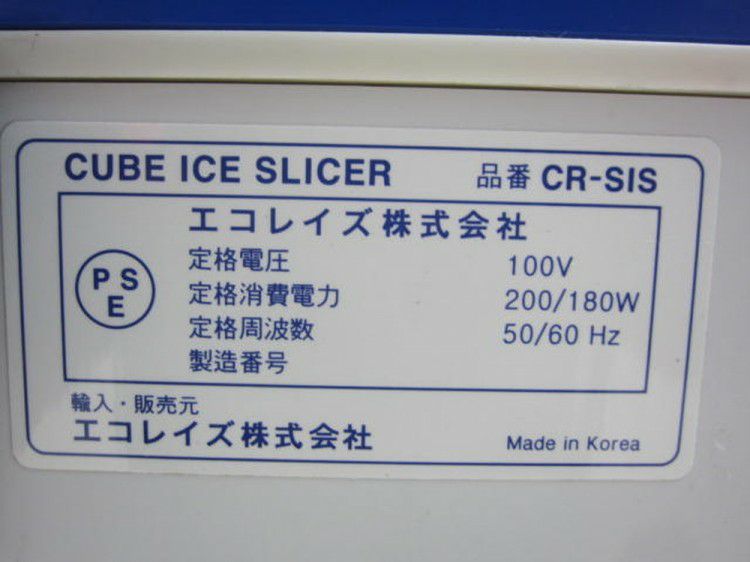 CUBE ICE SLICER 品番 CR-SIS
エコレイズ株式会社
PSE
定格電圧 100V
定格消費電力 200/180W
定格周波数 50/60 Hz
製造番号
輸入・販売元
エコレイズ株式会社 Made in Korea